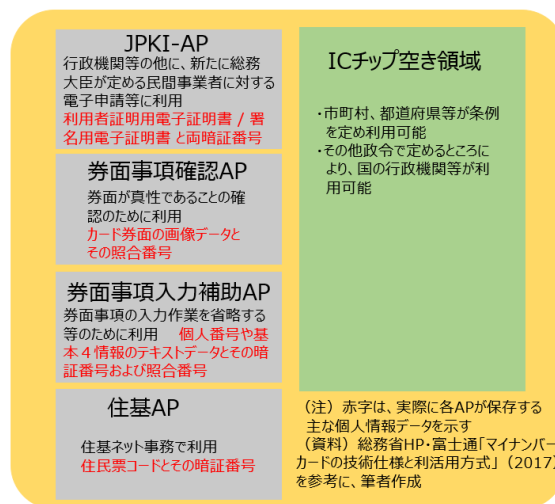 JPKI-AP
行政機関等の他に、新たに総務
大臣が定める民間事業者に対する
電子申請等に利用
利用者証明用電子証明書 / 署
名用電子証明書 と両暗証番号
券面事項確認AP
券面が真性であることの確
認のために利用
カード券面の画像データと
その照合番号
券面事項入力補助AP
券面事項の入力作業を省略する
等のために利用　個人番号や基
本４情報のテキストデータとその暗
証番号および照合番号
住基AP
住基ネット事務で利用
住民票コードとその暗証番号
ICチップ空き領域
・市町村、都道府県等が条例
を定め利用可能
・その他政令で定めるところに
より、国の行政機関等が利
用可能
（注）赤字は、実際に各APが保存する
主な個人情報データを示す
（資料）総務省HP・富士通「マイナンバー
カードの技術仕様と利活用方式」（2017）
を参考に、筆者作成